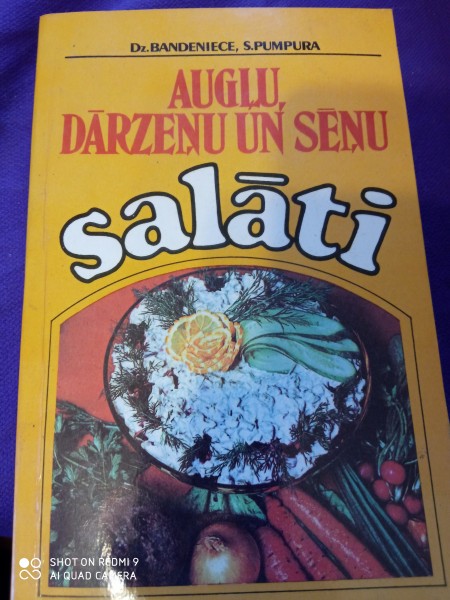 Dz.BANDENIECE, S.PUMPURA
AUGĻU,
DĀRZEŅU UN SĒŅU
salāti
SHOT ON REDMI 9
AI QUAD CAMERA